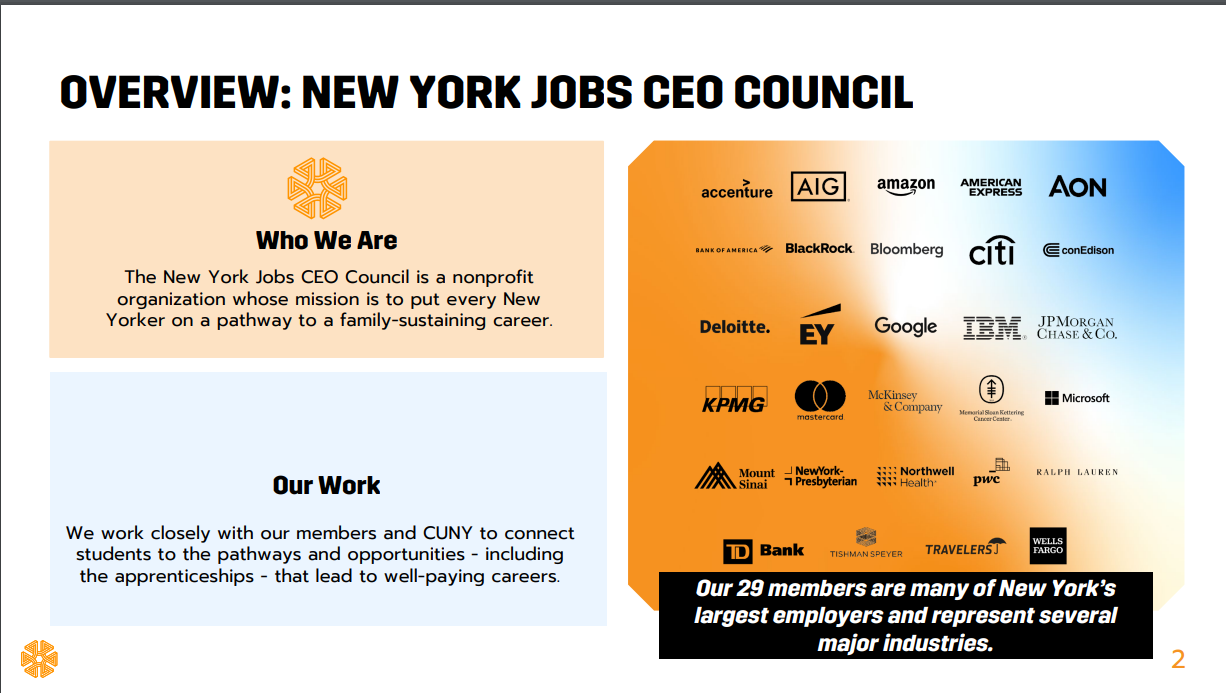 OVERVIEW: NEW YORK JOBS CEO COUNCIL
Who We Are
The New York Jobs CEO Council is a nonprofit
organization whose mission is to put every New
Yorker on a pathway to a family-sustaining career.
Our Work
We work closely with our members and CUNY to connect
students to the pathways and opportunities - including
the apprenticeships - that lead to well-paying careers.
accenture
AIG
amazon
AMERICAN
EXPRESS
AON
BANK OF AMERICA
BlackRock
Bloomberg
citi
conEdison
Deloitte.
EY
Google
IBM
JPMORGAN
CHASE & CO.
KPMG
mastercard
McKinsey
& Company
Memorial Sloan Kettering
Cancer Center
Microsoft
Mount
Sinai
NewYork-
Presbyterian
Northwell
Health
pwc
RALPH LAUREN
TD Bank
TISHMAN SPEYER
TRAVELERS
WELLS
FARGO
Our 29 members are many of New York's
largest employers and represent several
major industries.
2